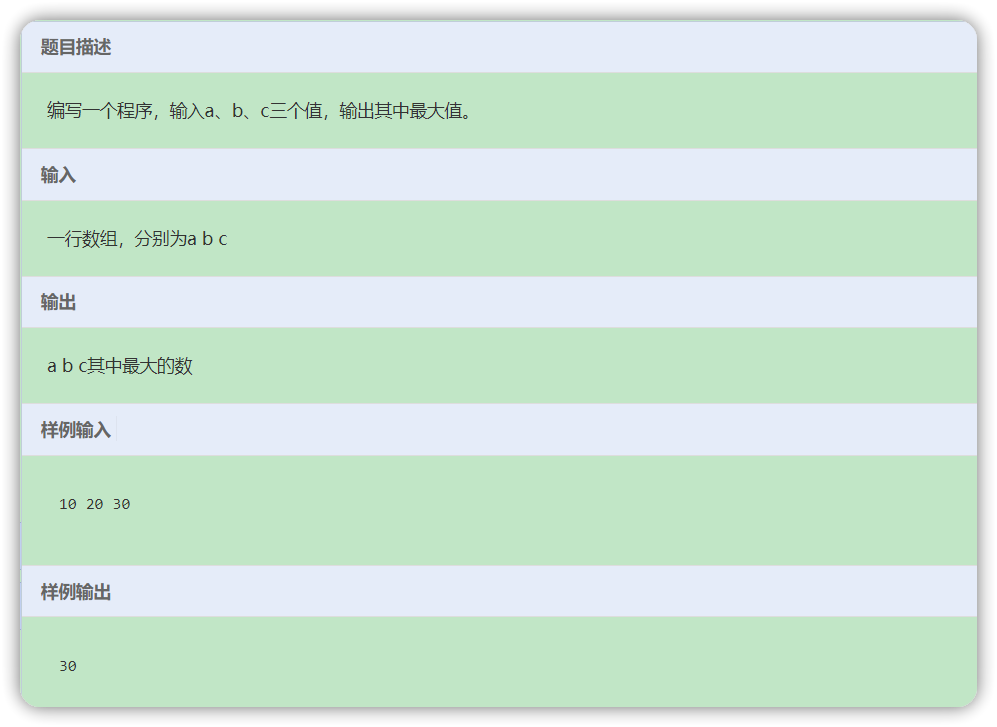 题目描述
编写一个程序，输入a、b、c三个值，输出其中最大值。
输入
一行数组，分别为a b c
输出
a b c其中最大的数
样例输入
10 20 30
样例输出
30